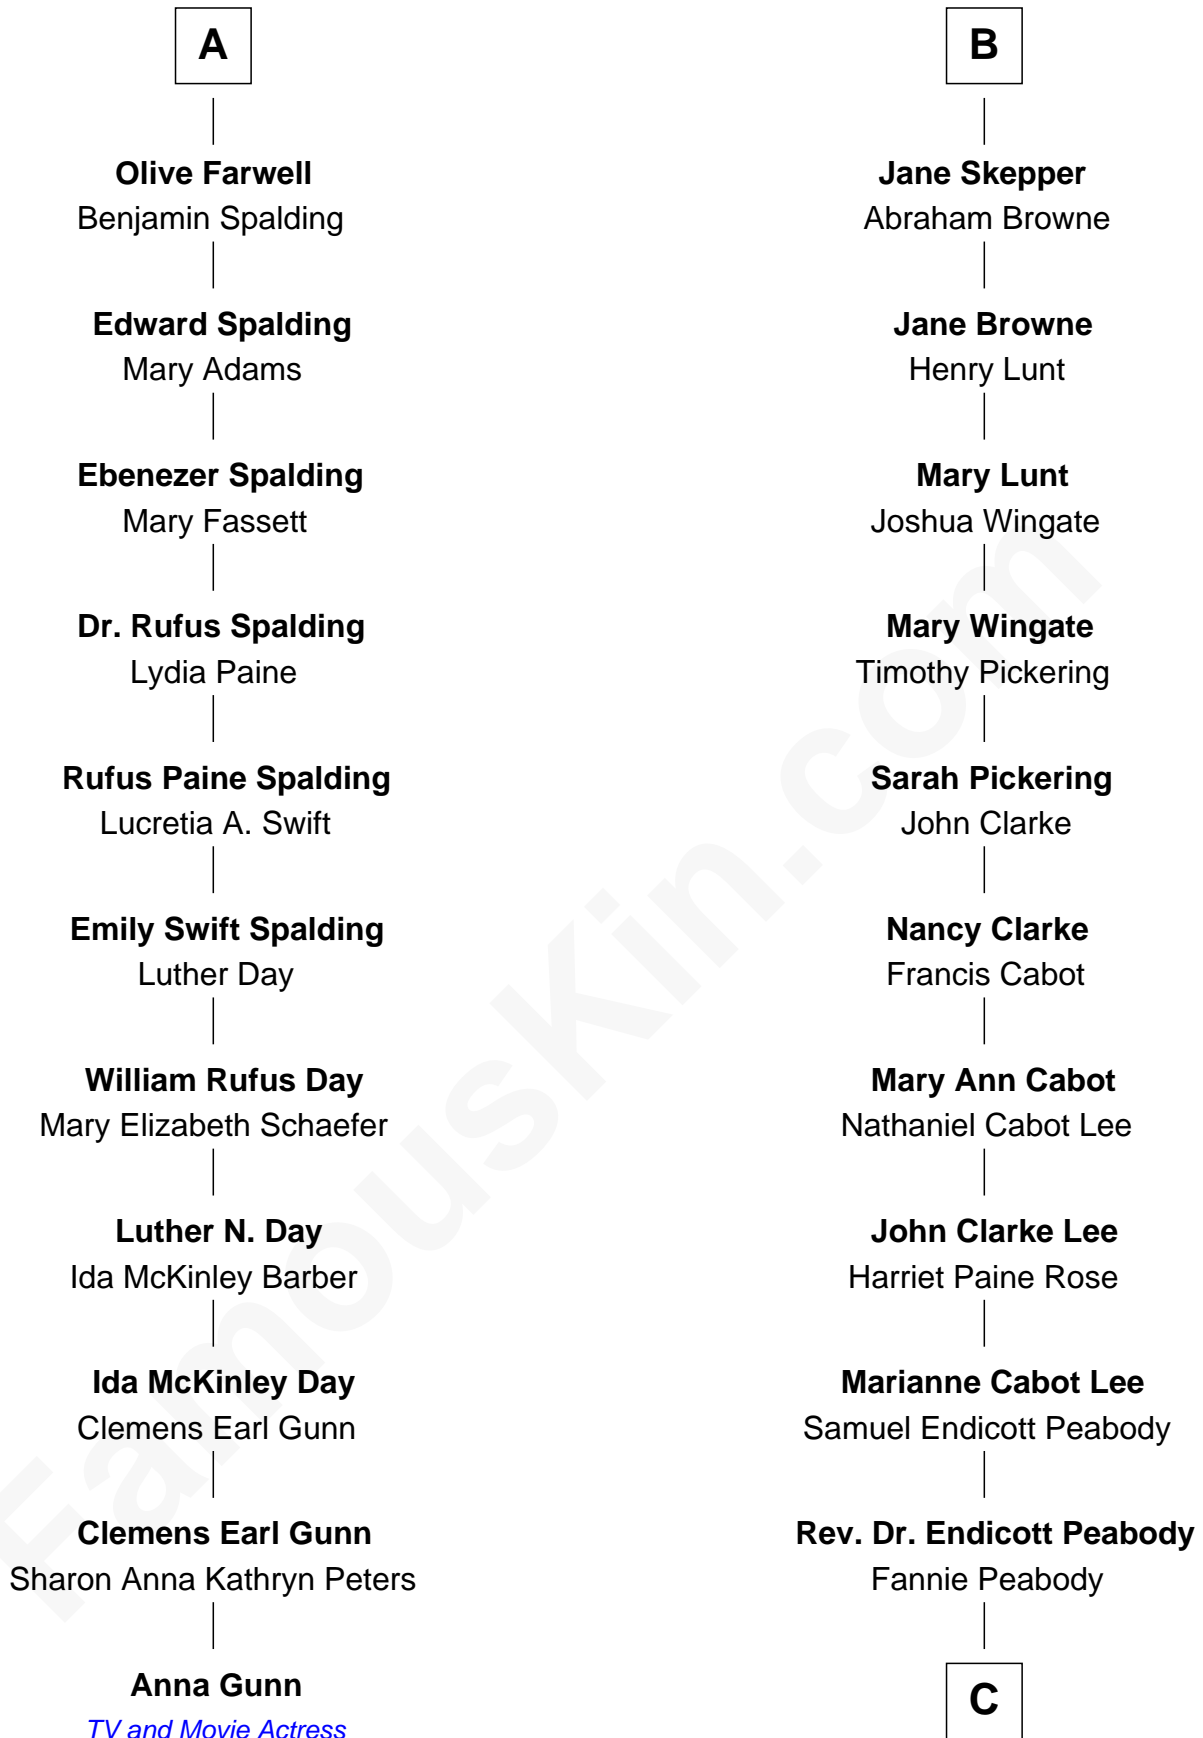 A
Olive Farwell
Benjamin Spalding
Edward Spalding
Mary Adams
Ebenezer Spalding
Mary Fassett
Dr. Rufus Spalding
Lydia Paine
Rufus Paine Spalding
Lucretia A. Swift
Emily Swift Spalding
Luther Day
William Rufus Day
Mary Elizabeth Schaefer
Luther N. Day
Ida McKinley Barber
Ida McKinley Day
Clemens Earl Gunn
Clemens Earl Gunn
Sharon Anna Kathryn Peters
Anna Gunn
TV and Movie Actress
B
Jane Skepper
Abraham Browne
Jane Browne
Henry Lunt
Mary Lunt
Joshua Wingate
Mary Wingate
Timothy Pickering
Sarah Pickering
John Clarke
Nancy Clarke
Francis Cabot
Mary Ann Cabot
Nathaniel Cabot Lee
John Clarke Lee
Harriet Paine Rose
Marianne Cabot Lee
Samuel Endicott Peabody
Rev. Dr. Endicott Peabody
Fannie Peabody
C
FamousKin.com